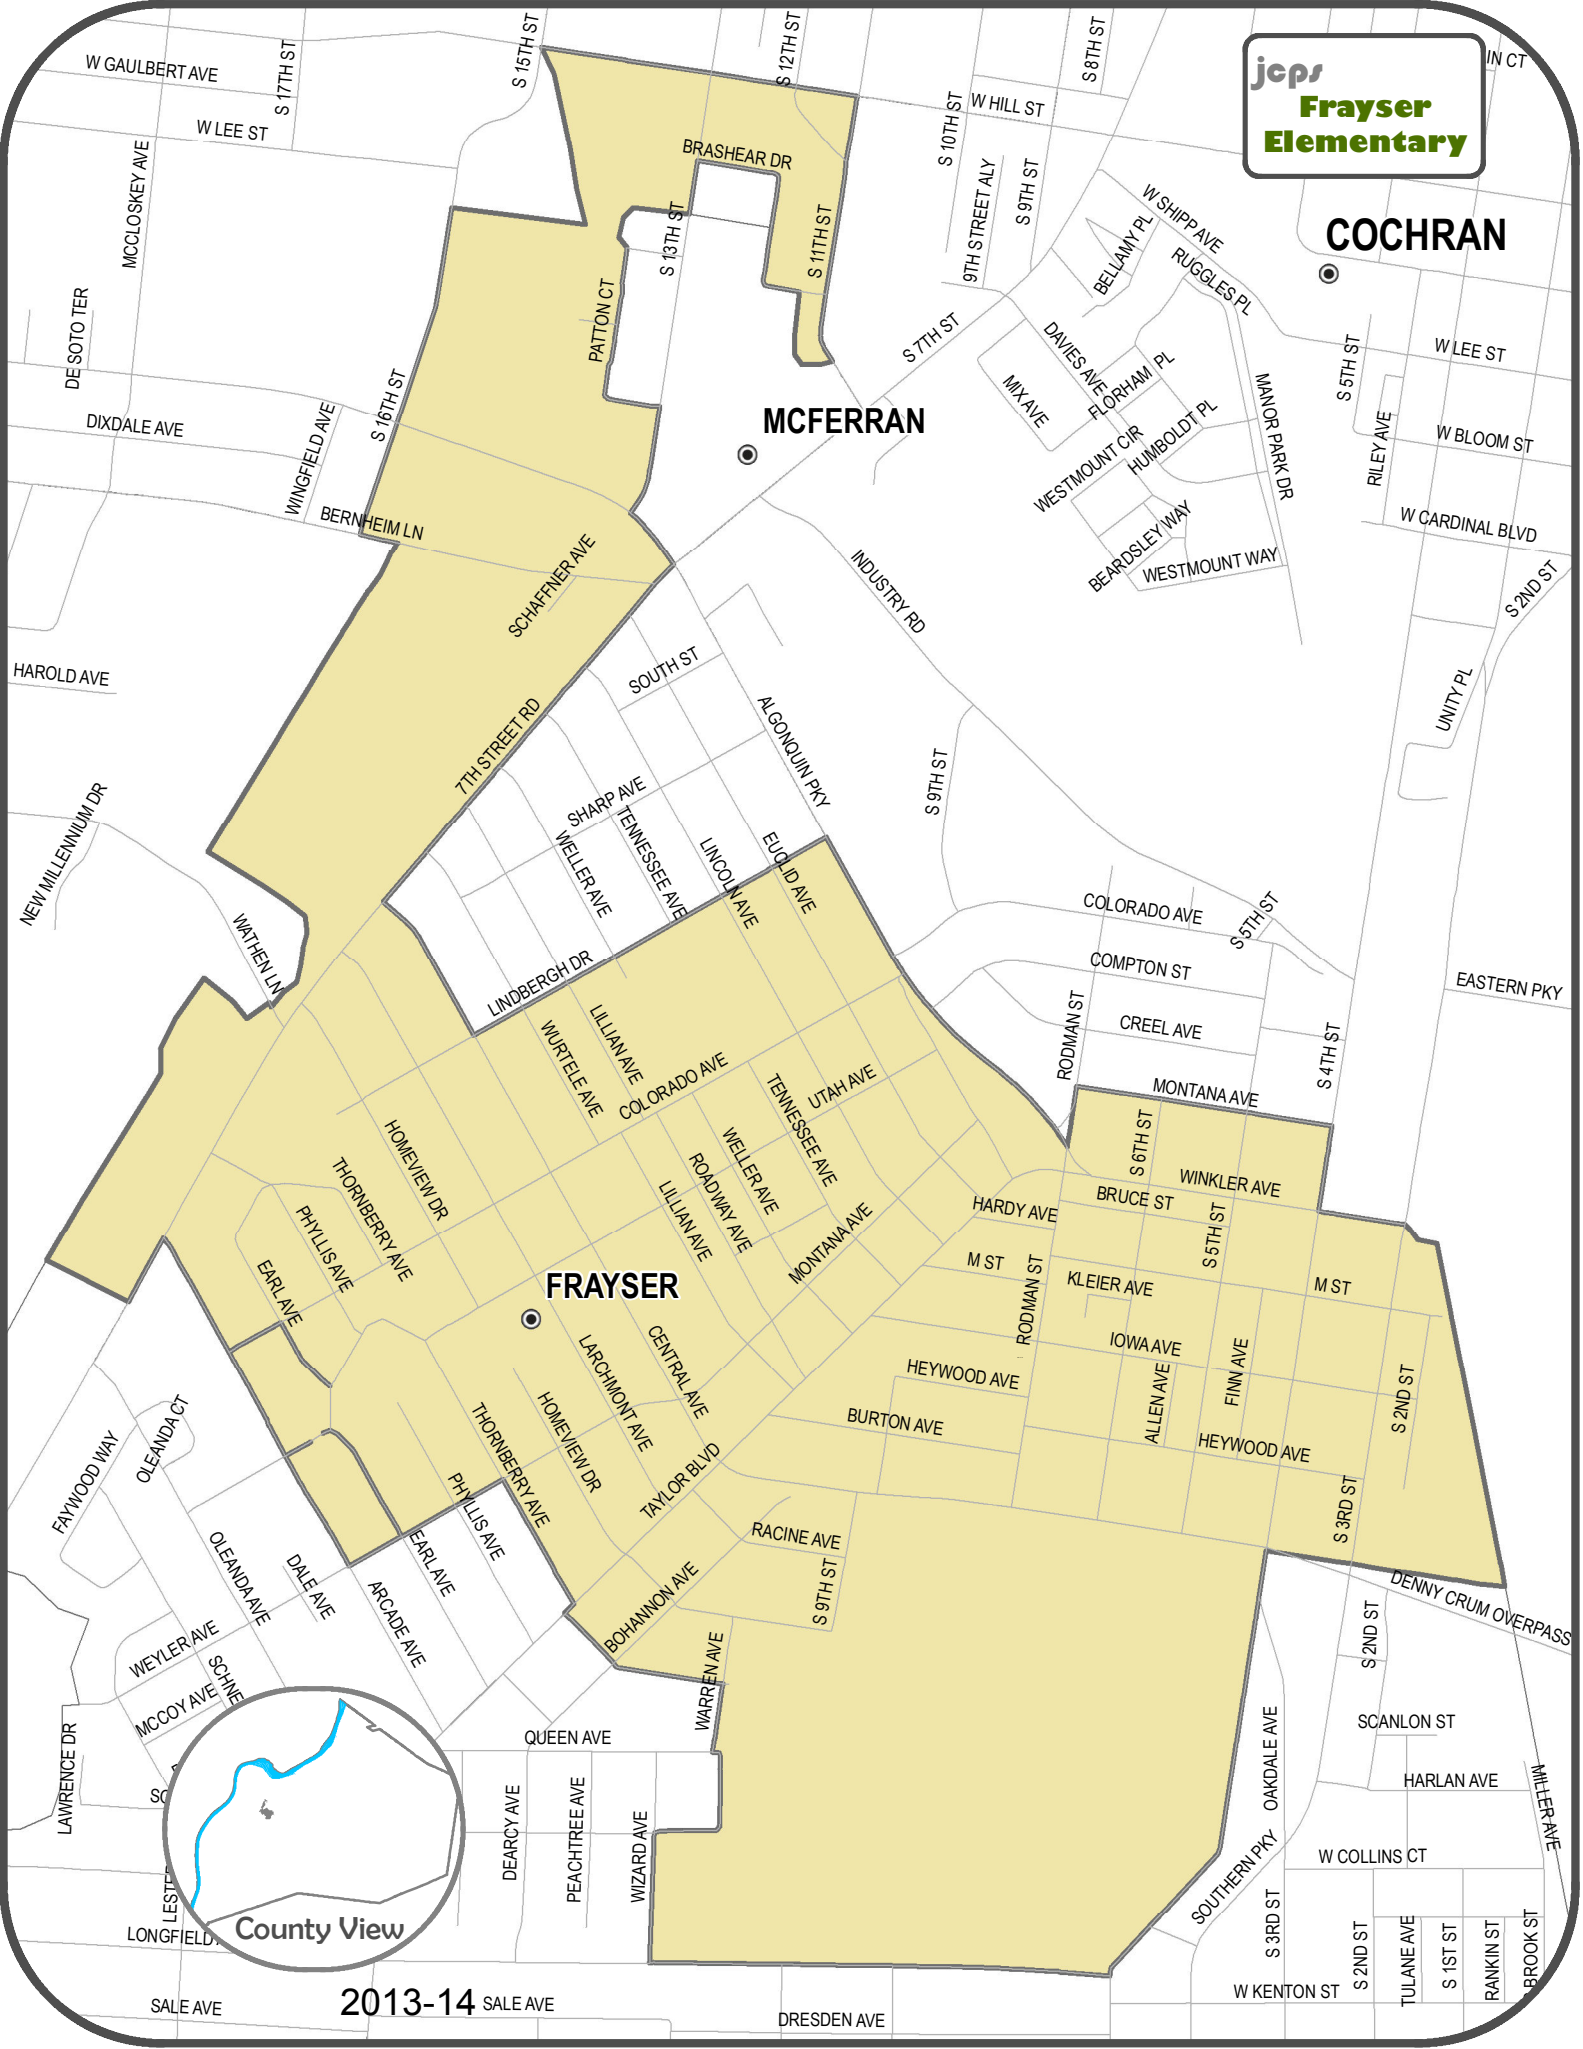 jcps
Frayser
Elementary
IN CT
S 15TH ST
S 12TH ST
S 8TH ST
W GAULBERT AVE
S 17TH ST
W HILL ST
S 10TH ST
W LEE ST
BRASHEAR DR
MCCLOSKEY AVE
9TH STREET ALY
S 9TH ST
W SHIPP AVE
COCHRAN
BELLAMY PL
RUGGLES PL
S 13TH ST
S 11TH ST
DE SOTO TER
PATTON CT
S 7TH ST
DAVIES AVE
W LEE ST
S 5TH ST
FLORHAM PL
MIX AVE
MANOR PARK DR
S 16TH ST
WINGFIELD AVE
DIXDALE AVE
MCFERRAN
HUMBOLDT PL
WESTMOUNT CIR
RILEY AVE
W BLOOM ST
BERNHEIM LN
W CARDINAL BLVD
BEARDSLEY WAY
WESTMOUNT WAY
SCHAFFNER AVE
INDUSTRY RD
S 2ND ST
HAROLD AVE
SOUTH ST
UNITY PL
7TH STREET RD
ALGONQUIN PKY
S 9TH ST
SHARP AVE
NEW MILLENNIUM DR
WELLER AVE
TENNESSEE AVE
LINCOLN AVE
EUCLID AVE
COLORADO AVE
S 5TH ST
WATHEN LN
LINDBERGH DR
COMPTON ST
EASTERN PKY
CREEL AVE
RODMAN ST
S 4TH ST
WURTELE AVE
LILLIAN AVE
COLORADO AVE
TENNESSEE AVE
UTAH AVE
MONTANA AVE
HOMEVIEW DR
S 6TH ST
THORNBERRY AVE
WELLER AVE
ROADWAY AVE
LILLIAN AVE
WINKLER AVE
BRUCE ST
HARDY AVE
PHYLLIS AVE
MONTANA AVE
S 5TH ST
EARL AVE
M ST
KLEIER AVE
M ST
FRAYSER
RODMAN ST
CENTRAL AVE
LARCHMONT AVE
IOWA AVE
FINN AVE
HEYWOOD AVE
ALLEN AVE
S 2ND ST
HOMEVIEW DR
THORNBERRY AVE
BURTON AVE
HEYWOOD AVE
OLEANDA CT
FAYWOOD WAY
TAYLOR BLVD
PHYLLIS AVE
S 3RD ST
RACINE AVE
OLEANDA AVE
DALE AVE
EARL AVE
ARCADE AVE
BOHANNON AVE
S 9TH ST
DENNY CRUM OVERPASS
WEYLER AVE
S 2ND ST
SCHNE
MCCOY AVE
WARREN AVE
LAWRENCE DR
QUEEN AVE
OAKDALE AVE
SCANLON ST
SC
HARLAN AVE
MILLER AVE
DEARCY AVE
PEACHTREE AVE
WIZARD AVE
W COLLINS CT
SOUTHERN PKY
LESTE
County View
LONGFIELD
S 3RD ST
S 2ND ST
TULANE AVE
S 1ST ST
RANKIN ST
BROOK ST
W KENTON ST
2013-14
SALE AVE
SALE AVE
DRESDEN AVE